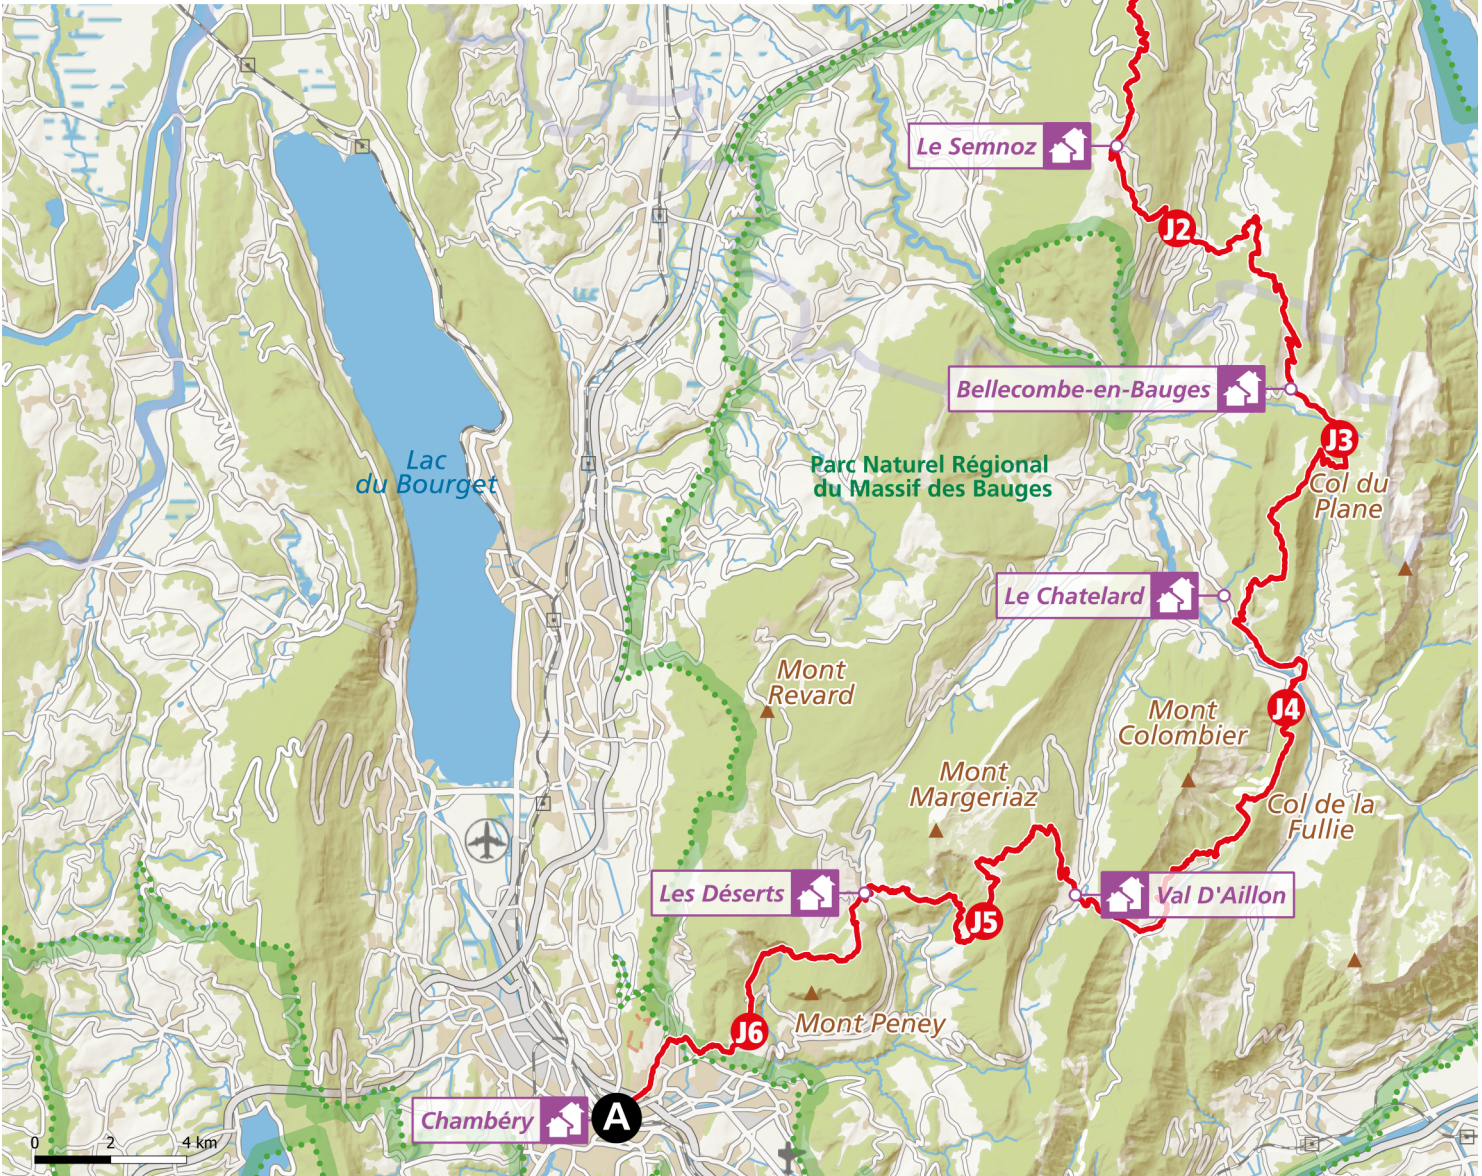 Le Semnoz
J2
Bellecombe-en-Bauges
J3
Lac
du Bourget
Parc Naturel Régional
du Massif des Bauges
Col du
Plane
Le Chatelard
Mont
Revard
J4
Mont
Colombier
Mont
Margeriaz
Col de la
Fullie
Les Déserts
Val D'Aillon
J5
J6
Mont Peney
A
Chambéry
0 2 4 km